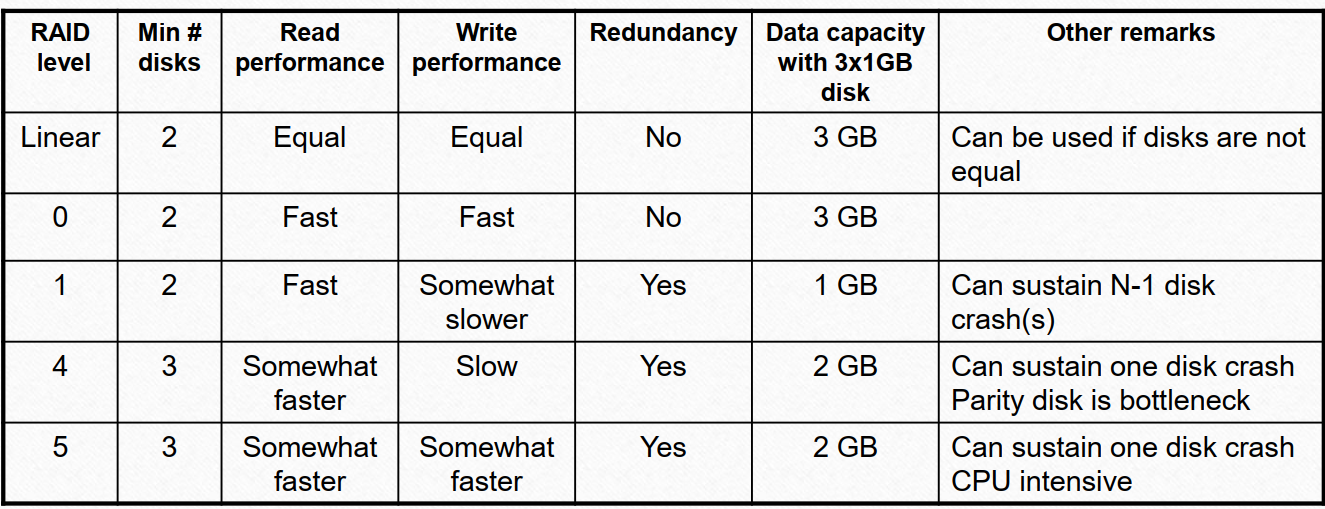 RAID level | Min # disks | Read performance | Write performance | Redundancy | Data capacity with 3x1GB disk | Other remarks
Linear | 2 | Equal | Equal | No | 3 GB | Can be used if disks are not equal
0 | 2 | Fast | Fast | No | 3 GB |
1 | 2 | Fast | Somewhat slower | Yes | 1 GB | Can sustain N-1 disk crash(s)
4 | 3 | Somewhat faster | Slow | Yes | 2 GB | Can sustain one disk crash Parity disk is bottleneck
5 | 3 | Somewhat faster | Somewhat faster | Yes | 2 GB | Can sustain one disk crash CPU intensive